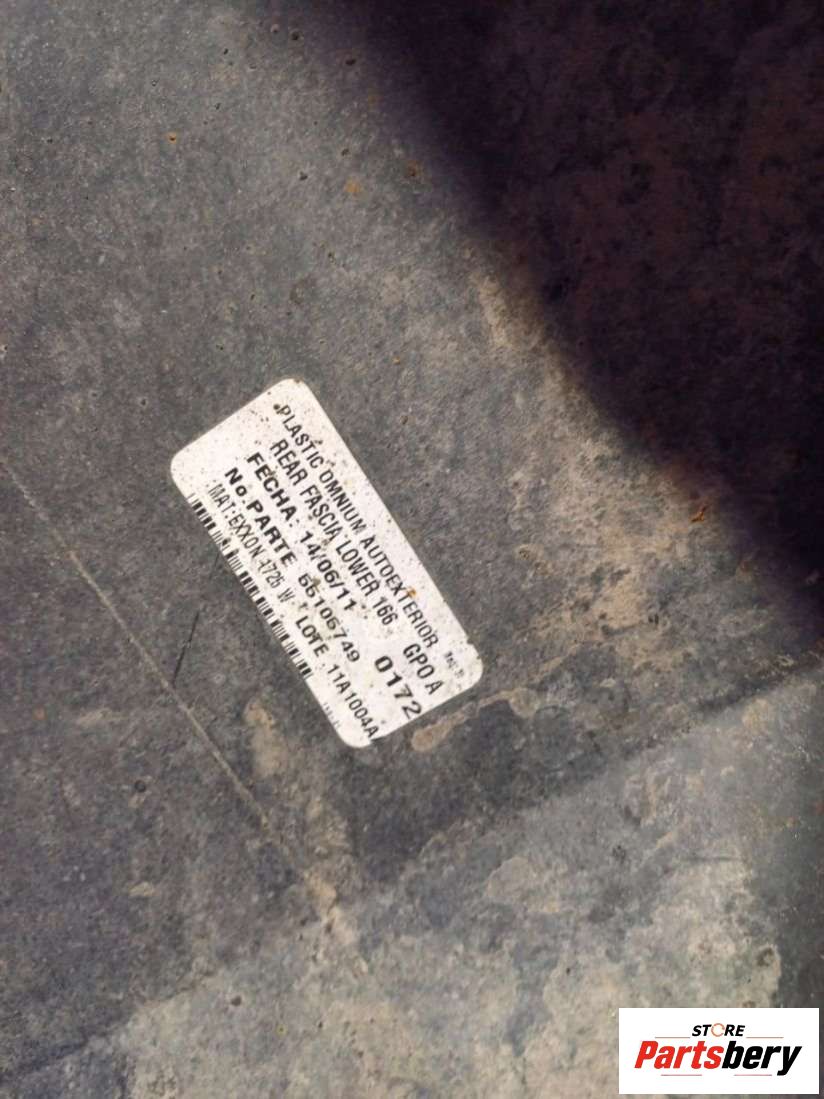 PLASTIC OMNIUM AUTOEXTERIOR
REAR FASCIA LOWER 166 GPO A
FECHA: 14/06/11 0172
No.PARTE 55106749
MAT:EXXON W LOTE: 11A1004A
STORE
Partsbery